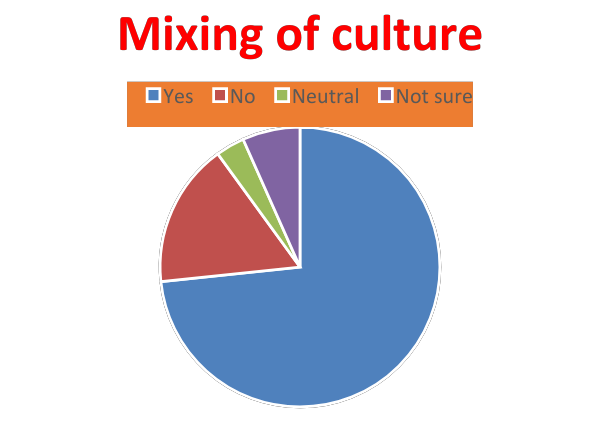 Mixing of culture
Yes No Neutral Not sure